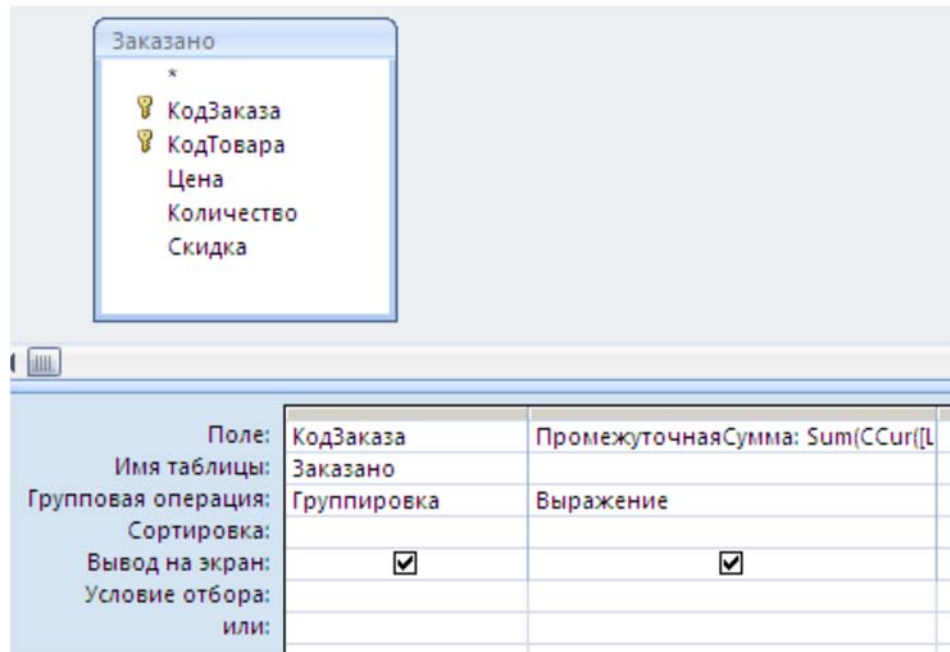 Заказано
*
КодЗаказа
КодТовара
Цена
Количество
Скидка
Поле: КодЗаказа ПромежуточнаяСумма: Sum(CCur([
Имя таблицы: Заказано
Групповая операция: Группировка Выражение
Сортировка:
Вывод на экран:
Условие отбора:
или: